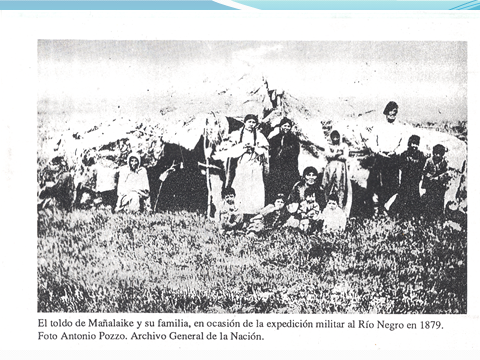 El toldo de Mañalaike y su familia, en ocasión de la expedición militar al Río Negro en 1879.
Foto Antonio Pozzo. Archivo General de la Nación.